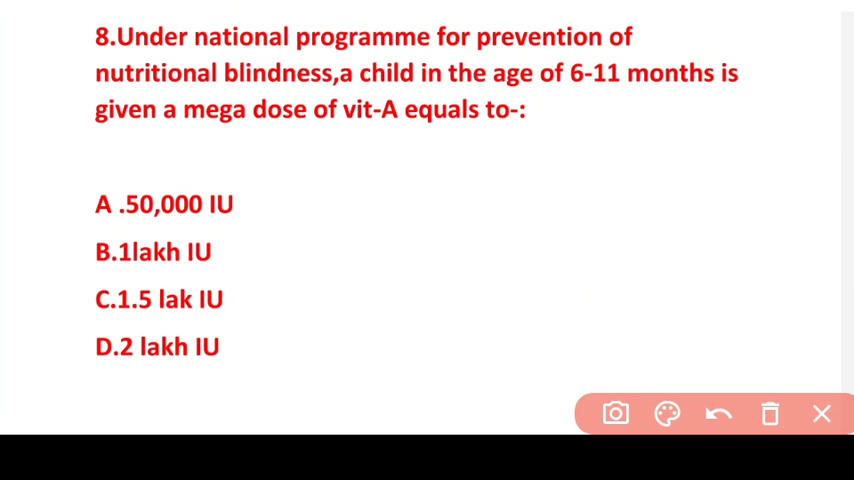 8.Under national programme for prevention of
nutritional blindness,a child in the age of 6-11 months is
given a mega dose of vit-A equals to-:
A .50,000 IU
B.1lakh IU
C.1.5 lak IU
D.2 lakh IU